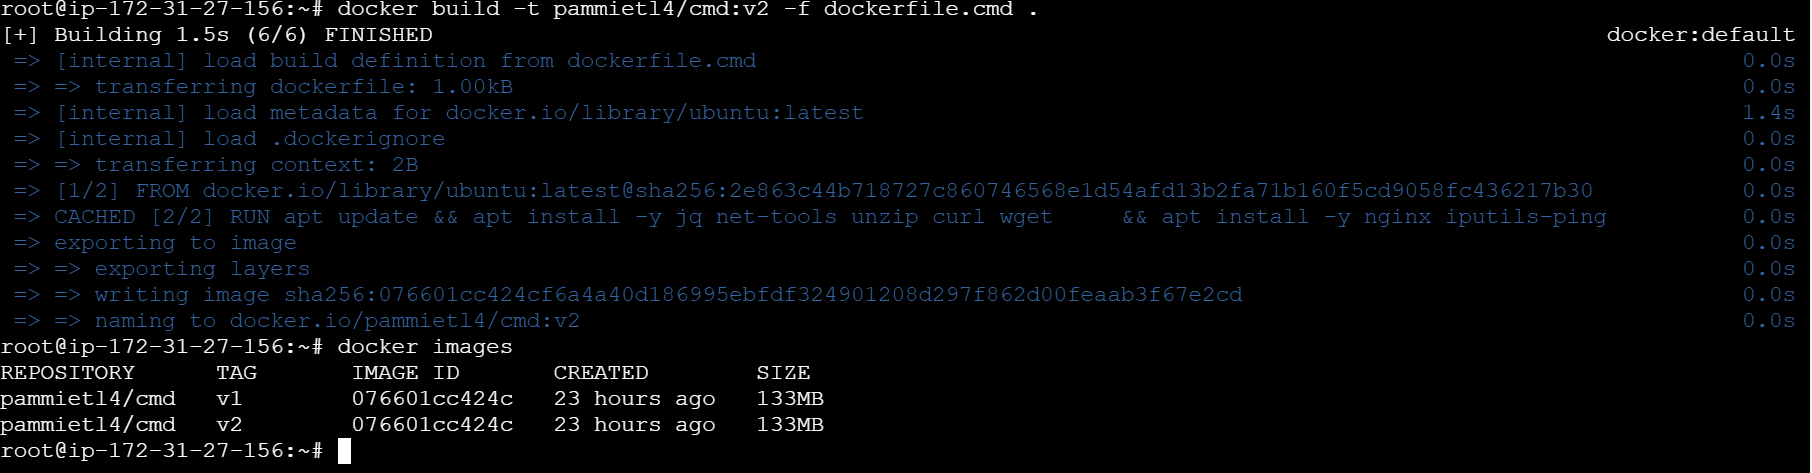 root@ip-172-31-27-156:~# docker build -t pammietl4/cmd:v2 -f dockerfile.cmd .
[+] Building 1.5s (6/6) FINISHED docker:default
=> [internal] load build definition from dockerfile.cmd 0.0s
=> => transferring dockerfile: 1.00kB 0.0s
=> [internal] load metadata for docker.io/library/ubuntu:latest 1.4s
=> [internal] load .dockerignore 0.0s
=> => transferring context: 2B 0.0s
=> [1/2] FROM docker.io/library/ubuntu:latest@sha256:2e863c44b718727c860746568e1d54afd13b2fa71b160f5cd9058fc436217b30 0.0s
=> CACHED [2/2] RUN apt update && apt install -y jq net-tools unzip curl wget     && apt install -y nginx iputils-ping 0.0s
=> exporting to image 0.0s
=> => exporting layers 0.0s
=> => writing image sha256:076601cc424cf6a4a40d186995ebfdf324901208d297f862d00feaab3f67e2cd 0.0s
=> => naming to docker.io/pammietl4/cmd:v2 0.0s
root@ip-172-31-27-156:~# docker images
REPOSITORY TAG IMAGE ID CREATED SIZE
pammietl4/cmd v1 076601cc424c 23 hours ago 133MB
pammietl4/cmd v2 076601cc424c 23 hours ago 133MB
root@ip-172-31-27-156:~#